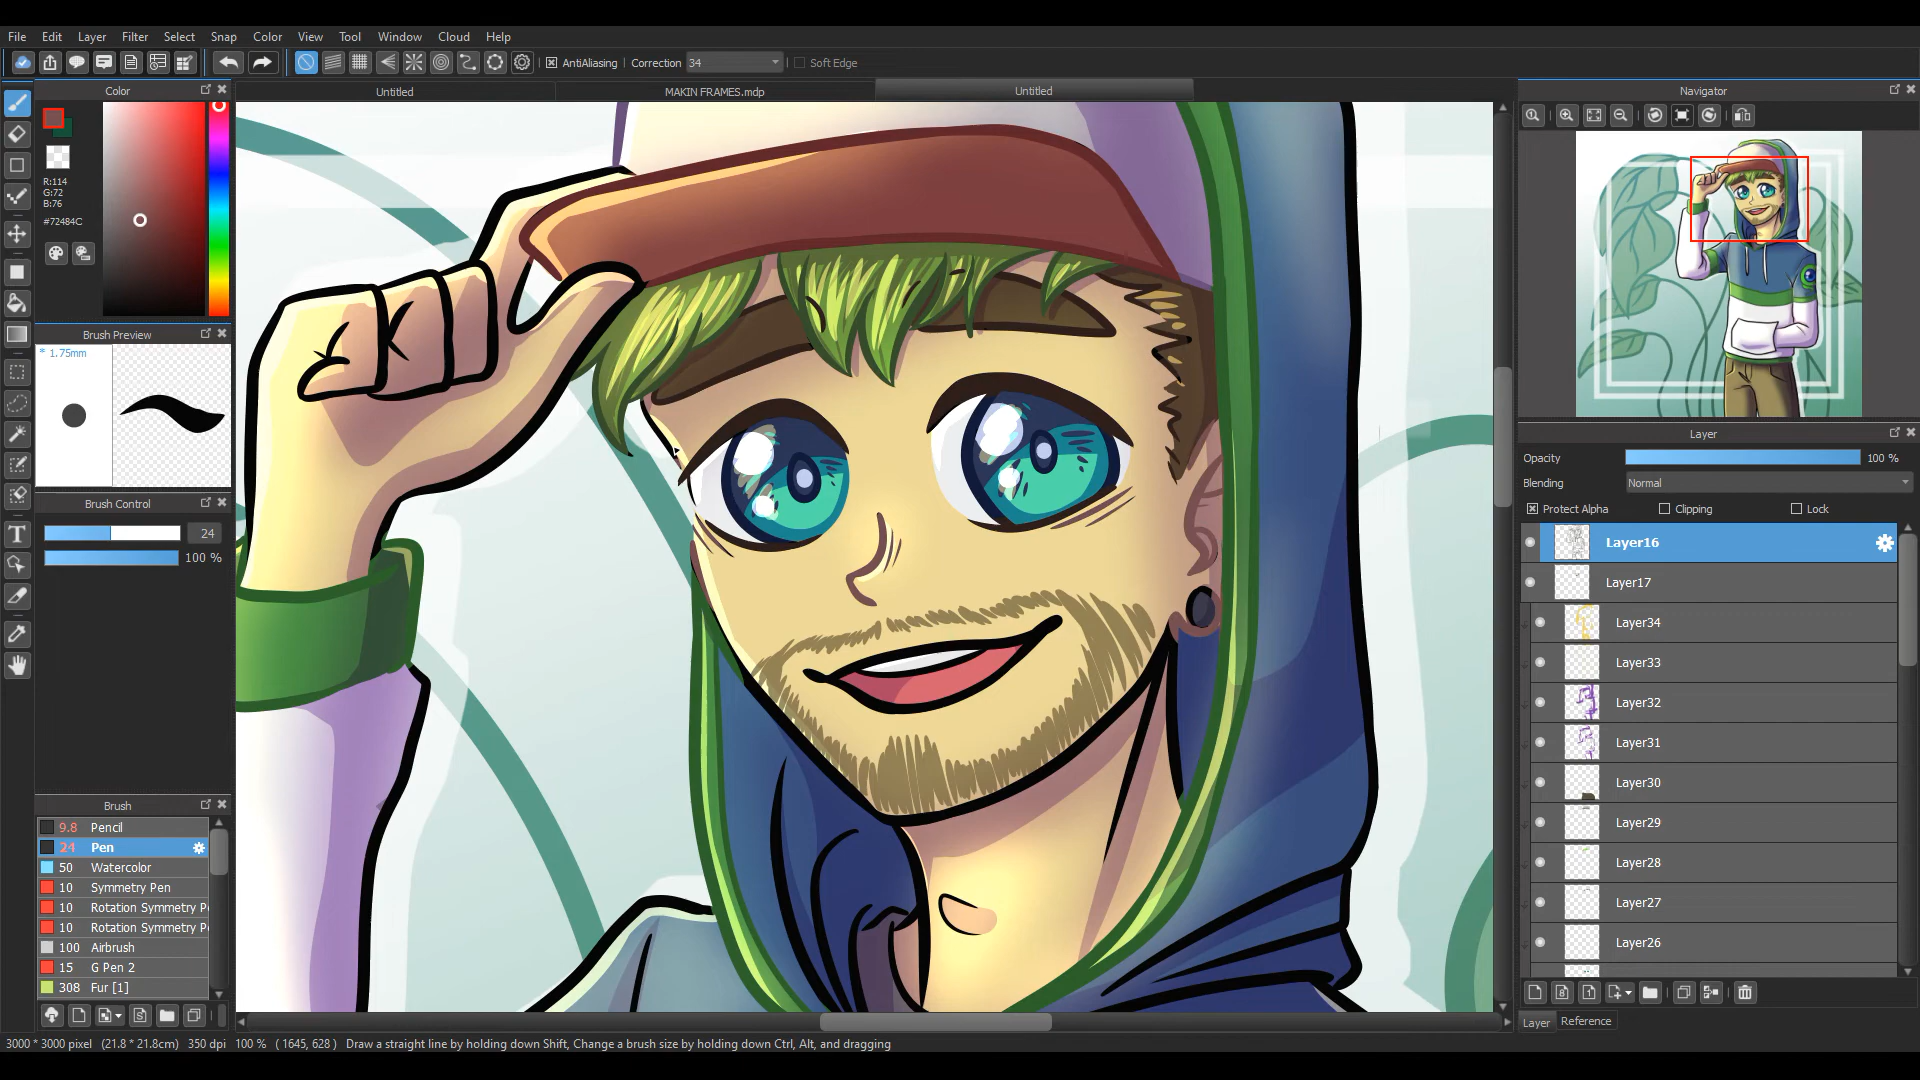 File Edit Layer Filter Select Snap Color View Tool Window Cloud Help
AntiAliasing Correction 34 Soft Edge
Color
Untitled
MAKIN FRAMES.mdp
Untitled
Navigator
R:114
G:72
B:76
#72484C
Brush Preview
* 1.75mm
Brush Control
24
100 %
Brush
9.8 Pencil
24 Pen
50 Watercolor
10 Symmetry Pen
10 Rotation Symmetry P
10 Rotation Symmetry P
100 Airbrush
15 G Pen 2
308 Fur [1]
Layer
Opacity 100 %
Blending Normal
Protect Alpha Clipping Lock
Layer16
Layer17
Layer34
Layer33
Layer32
Layer31
Layer30
Layer29
Layer28
Layer27
Layer26
Layer Reference
3000 * 3000 pixel (21.8 * 21.8cm) 350 dpi 100 % ( 1645, 628 ) Draw a straight line by holding down Shift, Change a brush size by holding down Ctrl, Alt, and dragging